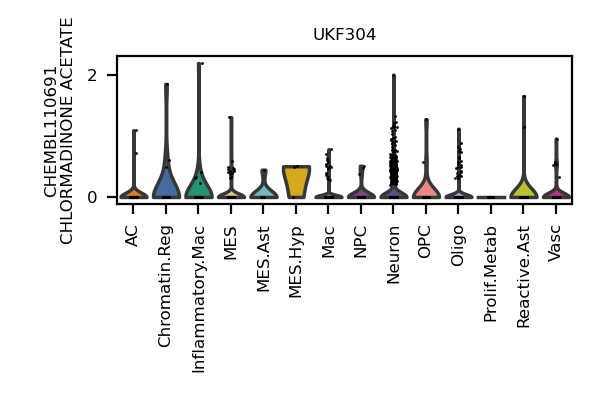 UKF304
CHEMBL110691
CHLORMADINONE ACETATE
2
0
AC
Chromatin.Reg
Inflammatory.Mac
MES
MES.Ast
MES.Hyp
Mac
NPC
Neuron
OPC
Oligo
Prolif.Metab
Reactive.Ast
Vasc